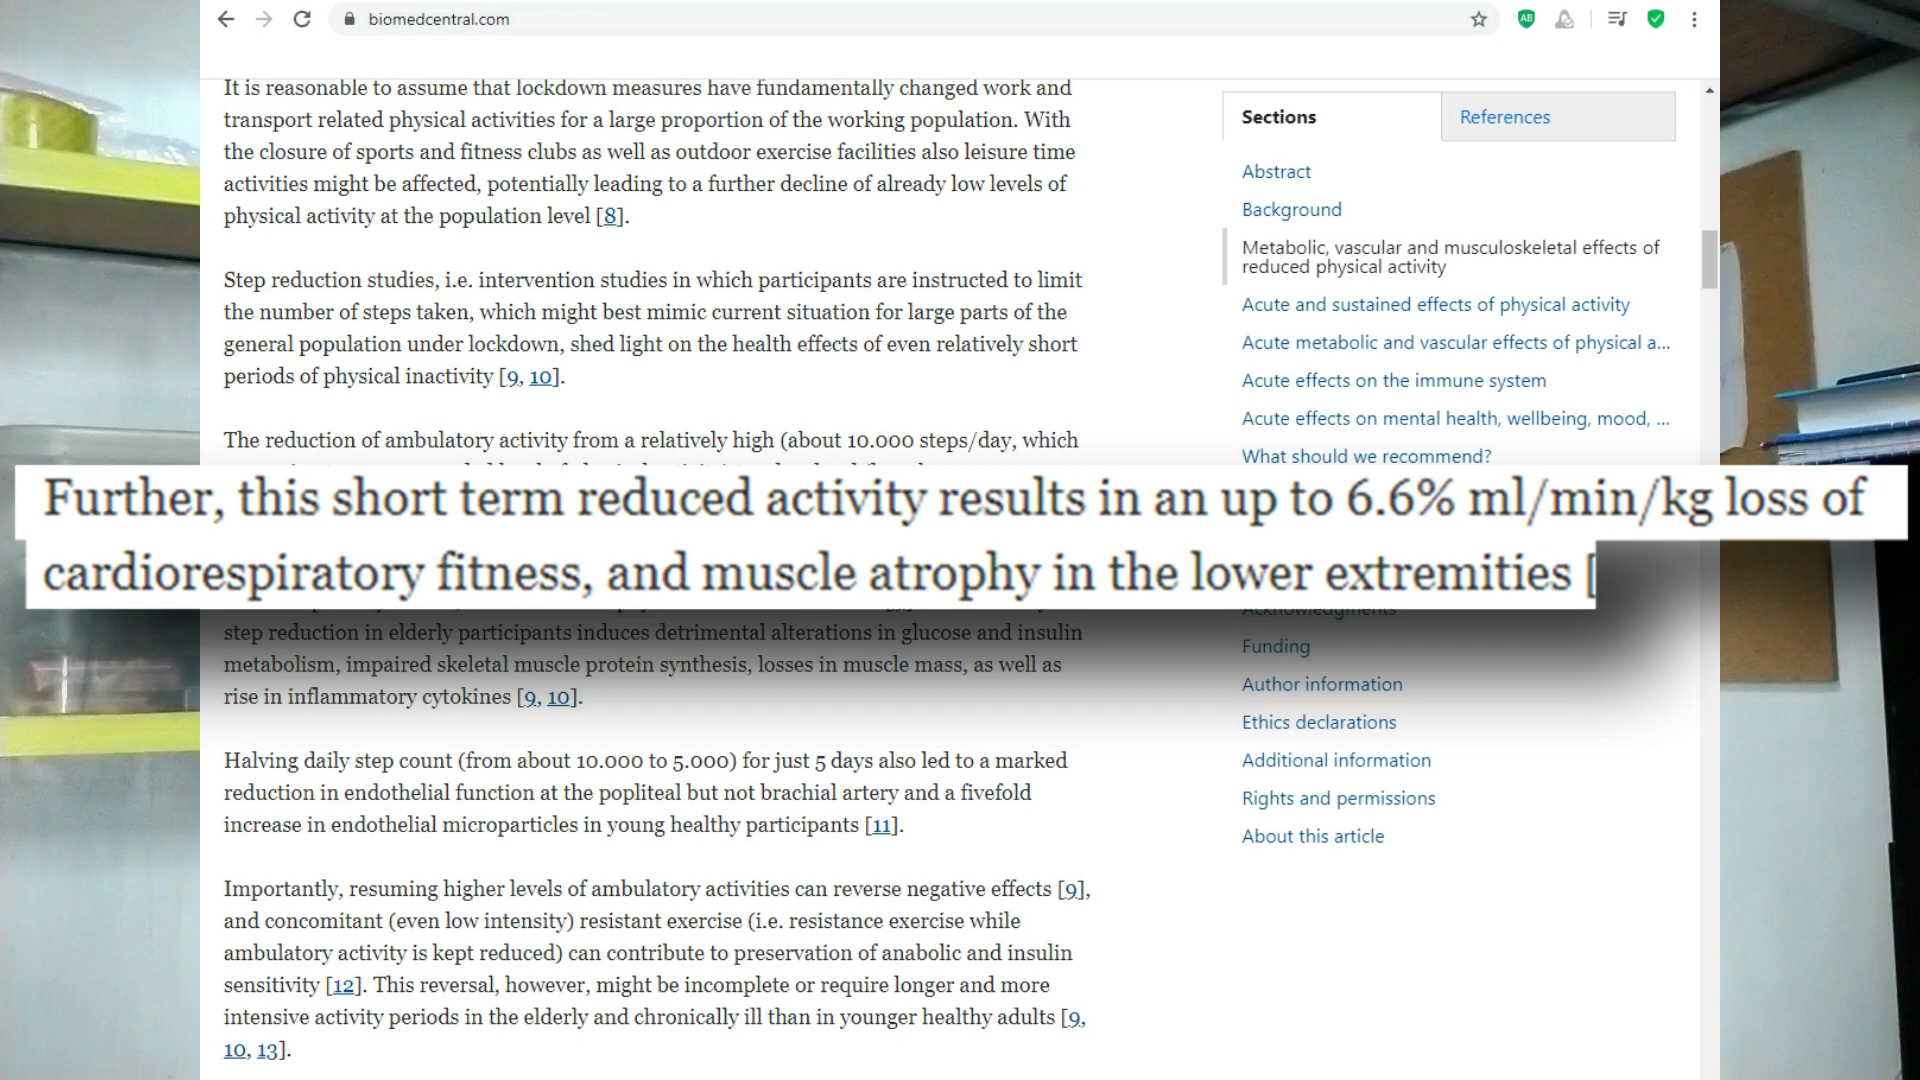 biomedcentral.com
It is reasonable to assume that lockdown measures have fundamentally changed work and
transport related physical activities for a large proportion of the working population. With
the closure of sports and fitness clubs as well as outdoor exercise facilities also leisure time
activities might be affected, potentially leading to a further decline of already low levels of
physical activity at the population level [8].
Step reduction studies, i.e. intervention studies in which participants are instructed to limit
the number of steps taken, which might best mimic current situation for large parts of the
general population under lockdown, shed light on the health effects of even relatively short
periods of physical inactivity [9, 10].
The reduction of ambulatory activity from a relatively high (about 10.000 steps/day, which
Further, this short term reduced activity results in an up to 6.6% ml/min/kg loss of
cardiorespiratory fitness, and muscle atrophy in the lower extremities [
step reduction in elderly participants induces detrimental alterations in glucose and insulin
metabolism, impaired skeletal muscle protein synthesis, losses in muscle mass, as well as
rise in inflammatory cytokines [9, 10].
Halving daily step count (from about 10.000 to 5.000) for just 5 days also led to a marked
reduction in endothelial function at the popliteal but not brachial artery and a fivefold
increase in endothelial microparticles in young healthy participants [11].
Importantly, resuming higher levels of ambulatory activities can reverse negative effects [9],
and concomitant (even low intensity) resistant exercise (i.e. resistance exercise while
ambulatory activity is kept reduced) can contribute to preservation of anabolic and insulin
sensitivity [12]. This reversal, however, might be incomplete or require longer and more
intensive activity periods in the elderly and chronically ill than in younger healthy adults [9,
10, 13].
Sections
References
Abstract
Background
Metabolic, vascular and musculoskeletal effects of
reduced physical activity
Acute and sustained effects of physical activity
Acute metabolic and vascular effects of physical a...
Acute effects on the immune system
Acute effects on mental health, wellbeing, mood, ...
What should we recommend?
Acknowledgments
Funding
Author information
Ethics declarations
Additional information
Rights and permissions
About this article
AB